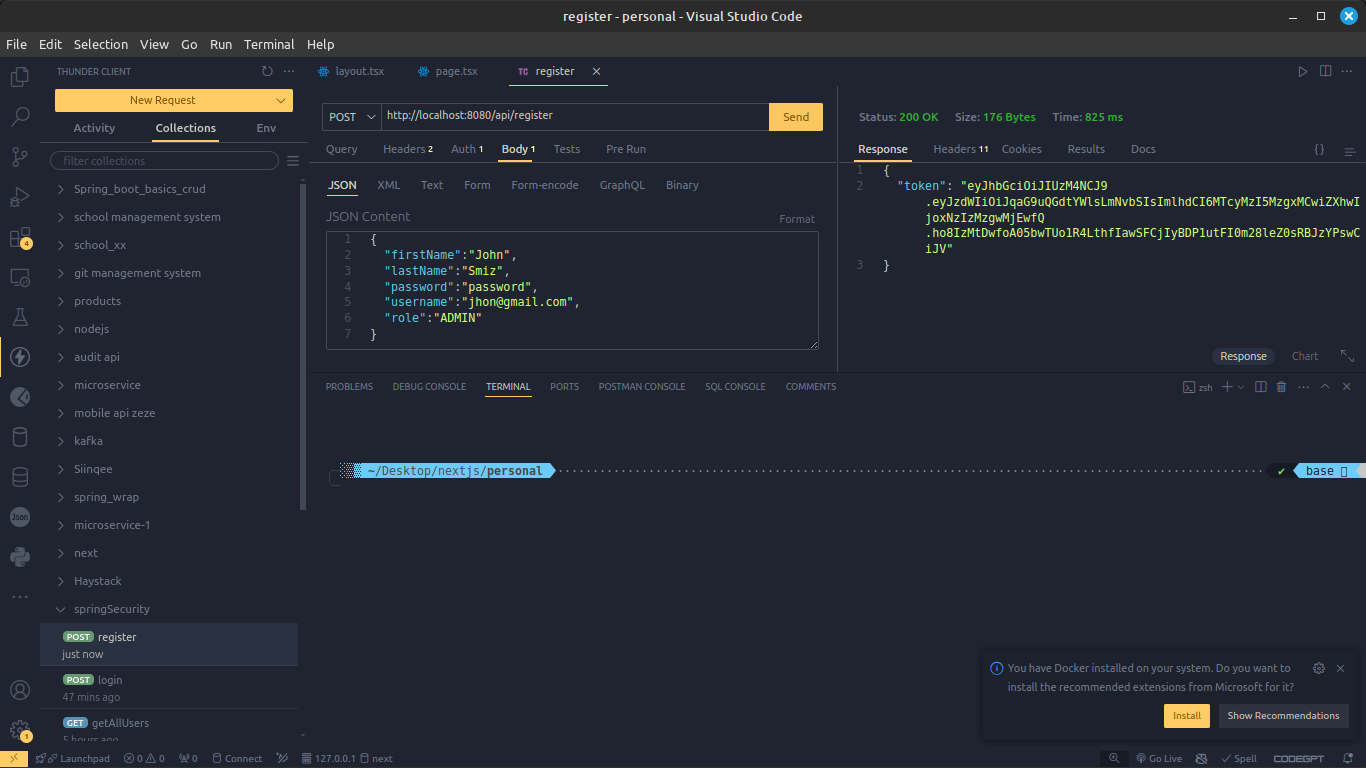 register - personal - Visual Studio Code
File Edit Selection View Go Run Terminal Help
THUNDER CLIENT
New Request
Activity Collections Env
filter collections
Spring_boot_basics_crud
school management system
school_xx
git management system
products
nodejs
audit api
microservice
mobile api zeze
kafka
Siinqee
spring_wrap
microservice-1
next
Haystack
springSecurity
POST register
just now
POST login
47 mins ago
GET getAllUsers
5 hours ago
4
Json
1
layout.tsx page.tsx TC register
POST http://localhost:8080/api/register Send
Query Headers 2 Auth 1 Body 1 Tests Pre Run
JSON XML Text Form Form-encode GraphQL Binary
JSON Content Format
1 {
2 "firstName":"John",
3 "lastName":"Smiz",
4 "password":"password",
5 "username":"jhon@gmail.com",
6 "role":"ADMIN"
7 }
Status: 200 OK Size: 176 Bytes Time: 825 ms
Response Headers 11 Cookies Results Docs {}
1 {
2 "token": "eyJhbGciOiJIUzM4NCJ9
.eyJzdWIiOiJqaG9uQGdtYWlsLmNvbSIsImlhdCI6MTcyMzI5MzgxMCwiZXhwI
joxNzIzMzgwMjEwfQ
.ho8IzMtDwfoA05bwTUo1R4LthfIawSFCjIyBDP1utFI0m28leZ0sRBJzYPswC
iJV"
3 }
Response Chart
PROBLEMS DEBUG CONSOLE TERMINAL PORTS POSTMAN CONSOLE SQL CONSOLE COMMENTS
zsh
~/Desktop/nextjs/personal
base
You have Docker installed on your system. Do you want to
install the recommended extensions from Microsoft for it?
Install Show Recommendations
Launchpad 0 0 0 Connect 127.0.0.1 next
Go Live Spell CODEGPT